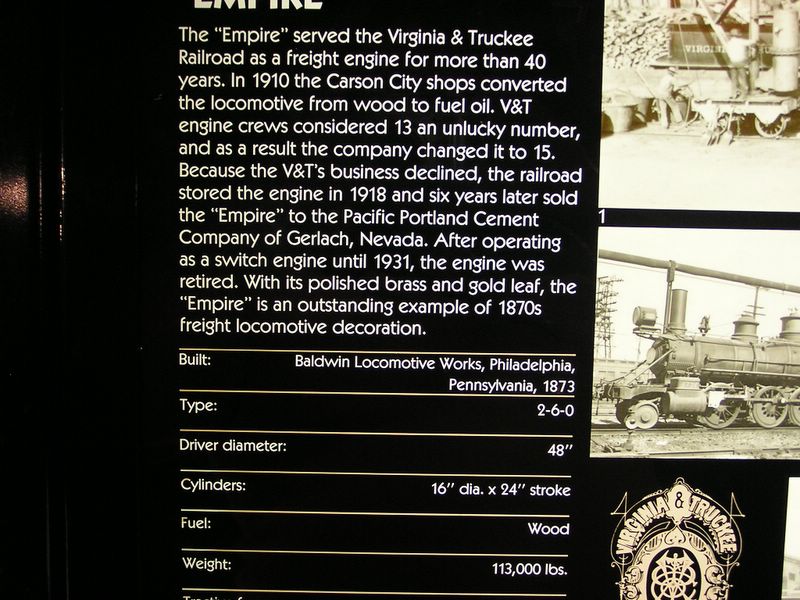 "EMPIRE"
The "Empire" served the Virginia & Truckee
Railroad as a freight engine for more than 40
years. In 1910 the Carson City shops converted
the locomotive from wood to fuel oil. V&T
engine crews considered 13 an unlucky number,
and as a result the company changed it to 15.
Because the V&T's business declined, the railroad
stored the engine in 1918 and six years later sold
the "Empire" to the Pacific Portland Cement
Company of Gerlach, Nevada. After operating
as a switch engine until 1931, the engine was
retired. With its polished brass and gold leaf, the
"Empire" is an outstanding example of 1870s
freight locomotive decoration.
Built: Baldwin Locomotive Works, Philadelphia,
Pennsylvania, 1873
Type: 2-6-0
Driver diameter: 48"
Cylinders: 16" dia. x 24" stroke
Fuel: Wood
Weight: 113,000 lbs.
1
VIRGINIA & TRUCKEE